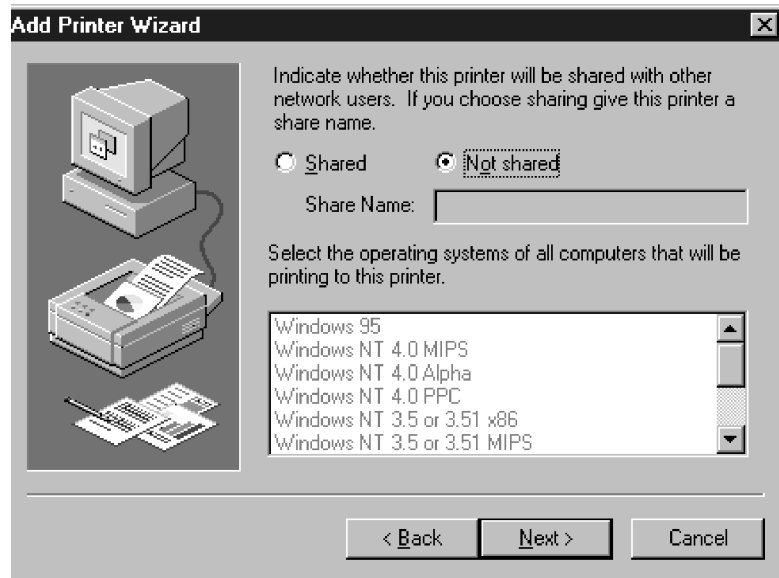 Add Printer Wizard
Indicate whether this printer will be shared with other
network users. If you choose sharing give this printer a
share name.
Shared Not shared
Share Name:
Select the operating systems of all computers that will be
printing to this printer.
Windows 95
Windows NT 4.0 MIPS
Windows NT 4.0 Alpha
Windows NT 4.0 PPC
Windows NT 3.5 or 3.51 x86
Windows NT 3.5 or 3.51 MIPS
< Back Next > Cancel